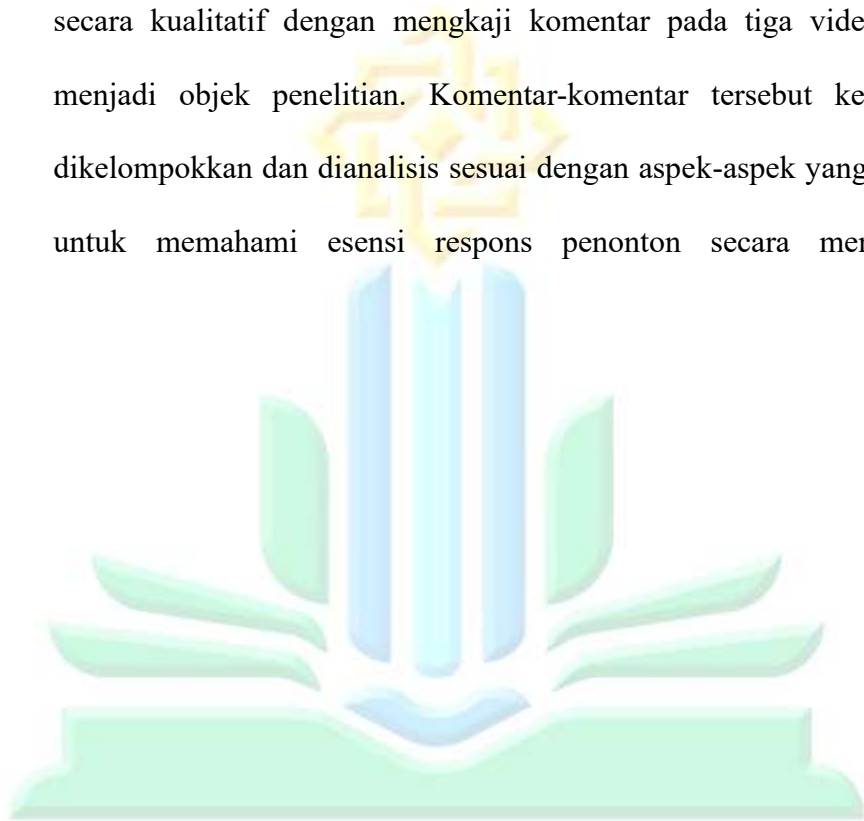 secara kualitatif dengan mengkaji komentar pada tiga
menjadi objek penelitian. Komentar-komentar tersebut
dikelompokkan dan dianalisis sesuai dengan aspek-aspek yang
untuk memahami esensi respons penonton secara